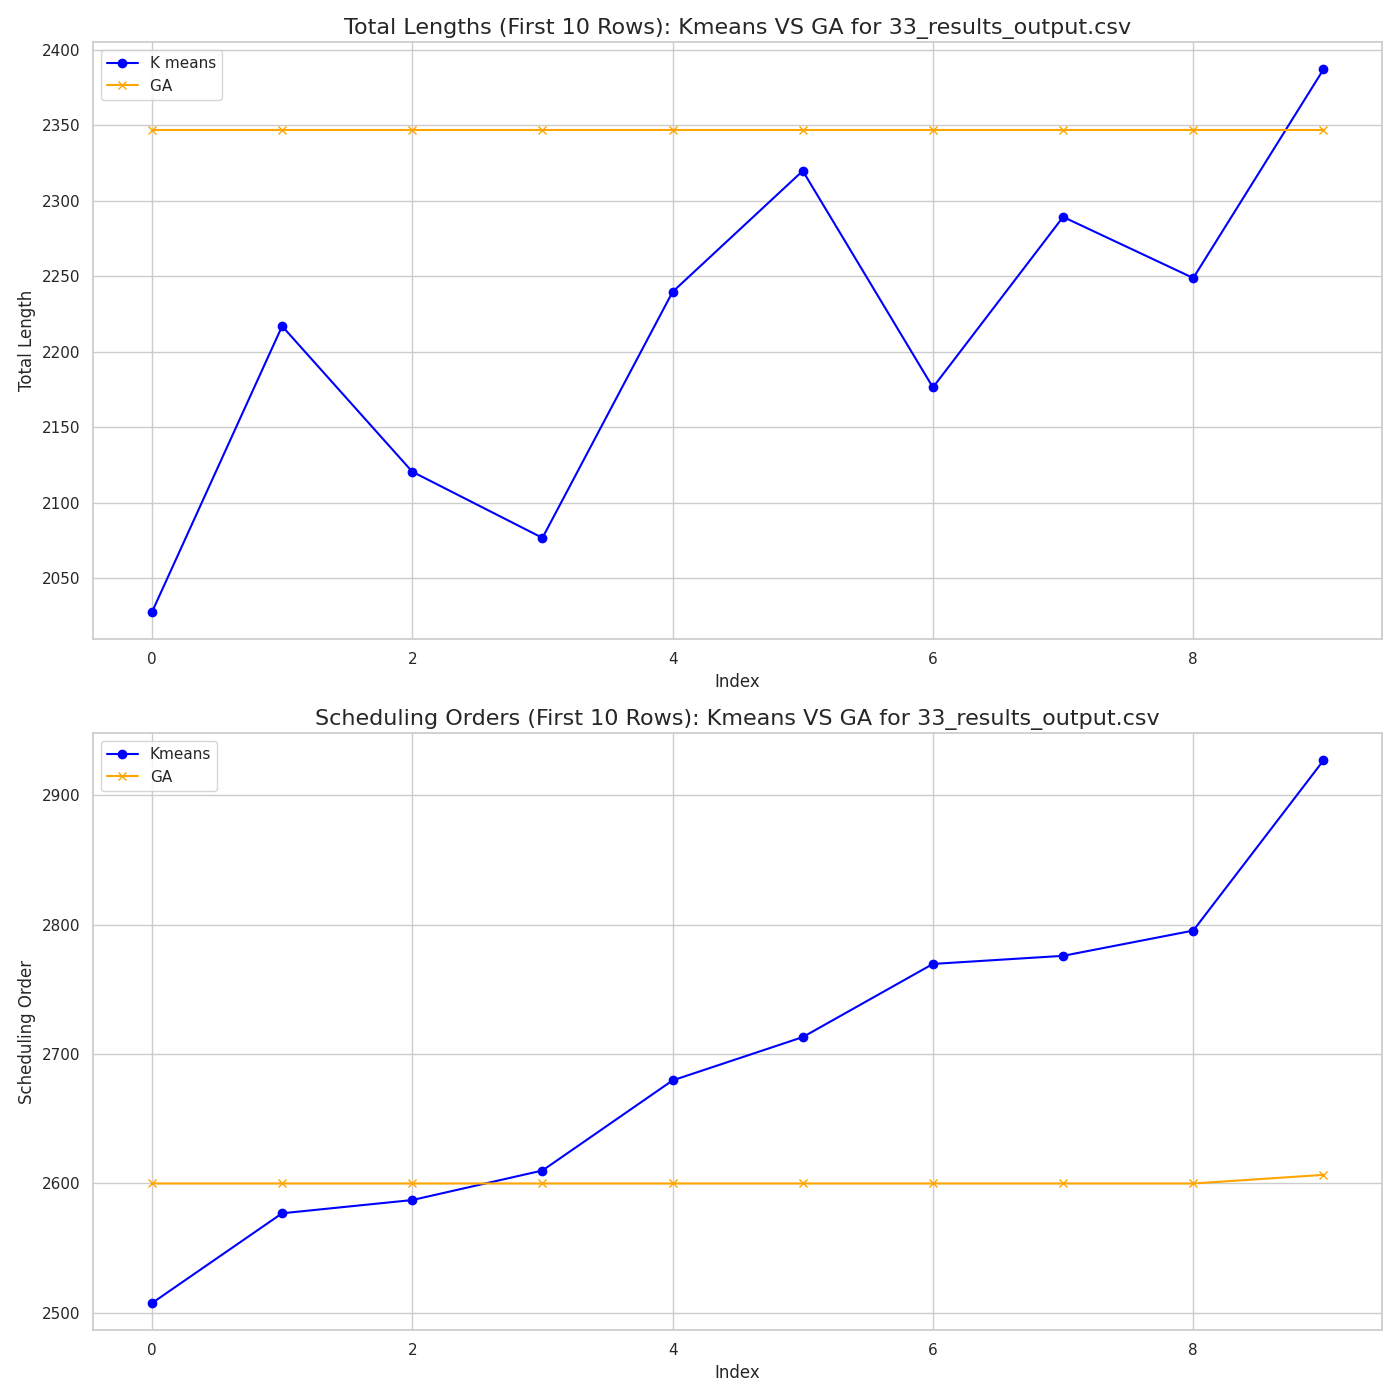 Total Lengths (First 10 Rows): Kmeans VS GA for 33_results_output.csv
K means
GA
2400
2350
2300
2250
2200
2150
2100
2050
Total Length
0 2 4 6 8
Index
Scheduling Orders (First 10 Rows): Kmeans VS GA for 33_results_output.csv
Kmeans
GA
2900
2800
2700
2600
2500
Scheduling Order
0 2 4 6 8
Index